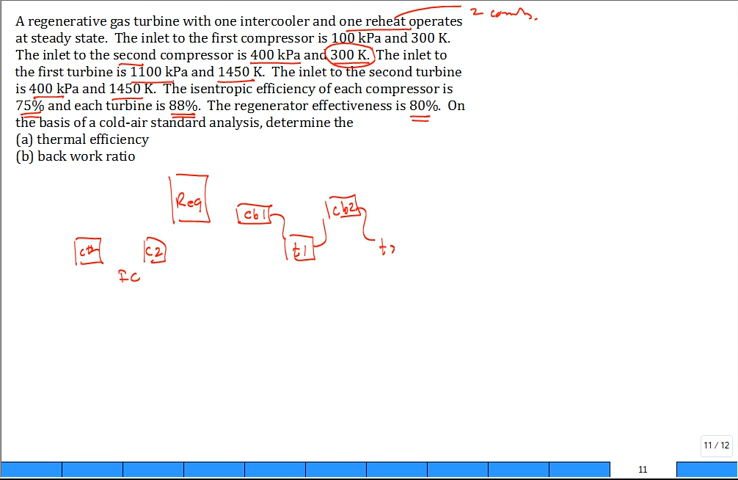 2 comb.
A regenerative gas turbine with one intercooler and one reheat operates
at steady state. The inlet to the first compressor is 100 kPa and 300 K.
The inlet to the second compressor is 400 kPa and 300 K. The inlet to
the first turbine is 1100 kPa and 1450 K. The inlet to the second turbine
is 400 kPa and 1450 K. The isentropic efficiency of each compressor is
75% and each turbine is 88%. The regenerator effectiveness is 80%. On
the basis of a cold-air standard analysis, determine the
(a) thermal efficiency
(b) back work ratio
Reg
cb1
cb2
c2
t1
IC
11 / 12
11